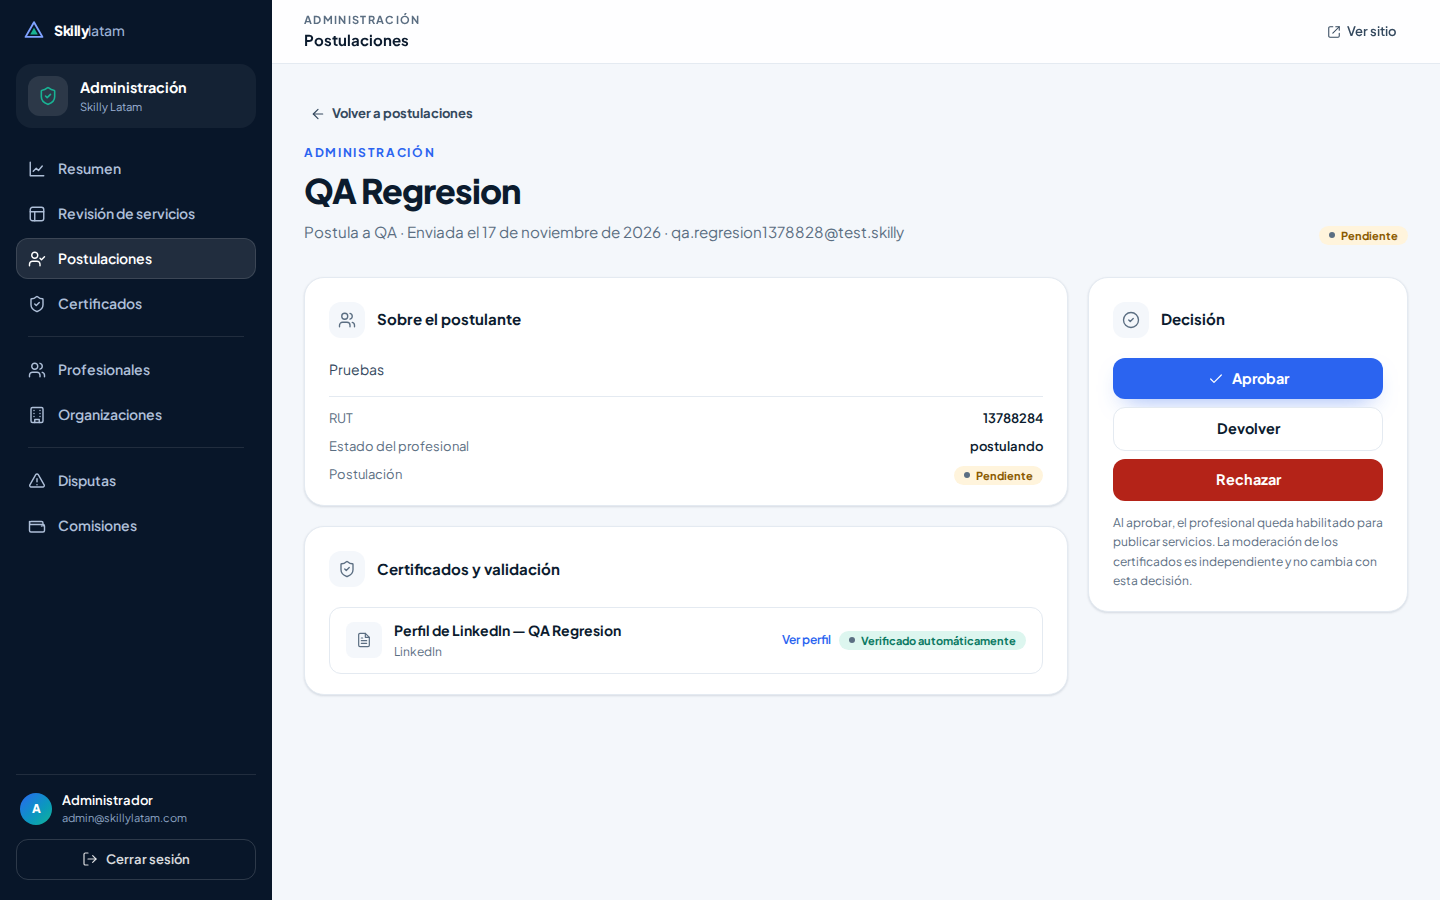 Skillylatam
Administración
Skilly Latam
Resumen
Revisión de servicios
Postulaciones
Certificados
Profesionales
Organizaciones
Disputas
Comisiones
A
Administrador
admin@skillylatam.com
Cerrar sesión
ADMINISTRACIÓN
Postulaciones
Ver sitio
Volver a postulaciones
ADMINISTRACIÓN
QA Regresion
Postula a QA · Enviada el 17 de noviembre de 2026 · qa.regresion1378828@test.skilly
Pendiente
Sobre el postulante
Pruebas
RUT 13788284
Estado del profesional postulando
Postulación Pendiente
Certificados y validación
Perfil de LinkedIn — QA Regresion
LinkedIn
Ver perfil Verificado automáticamente
Decisión
Aprobar
Devolver
Rechazar
Al aprobar, el profesional queda habilitado para
publicar servicios. La moderación de los
certificados es independiente y no cambia con
esta decisión.